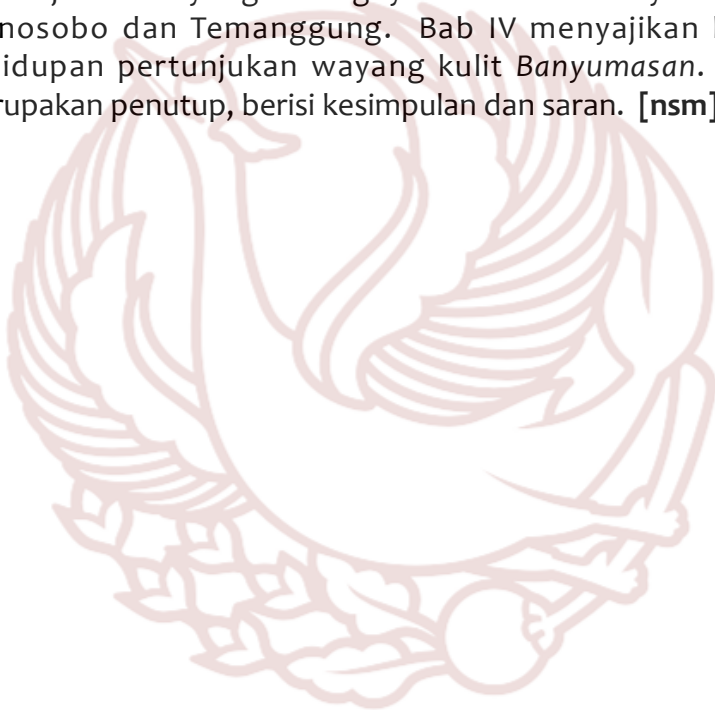 nosobo dan Temanggung. Bab IV menyajikan
idupan pertunjukan wayang kulit Banyumasan.
rupakan penutup, berisi kesimpulan dan saran. [nsm]